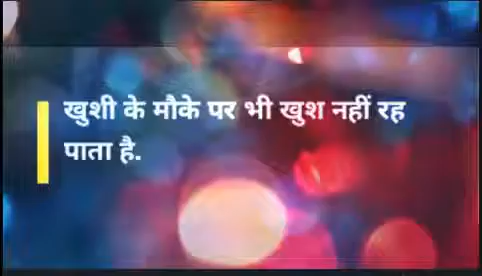 खुशी के मौके पर भी खुश नहीं रह
पाता है.